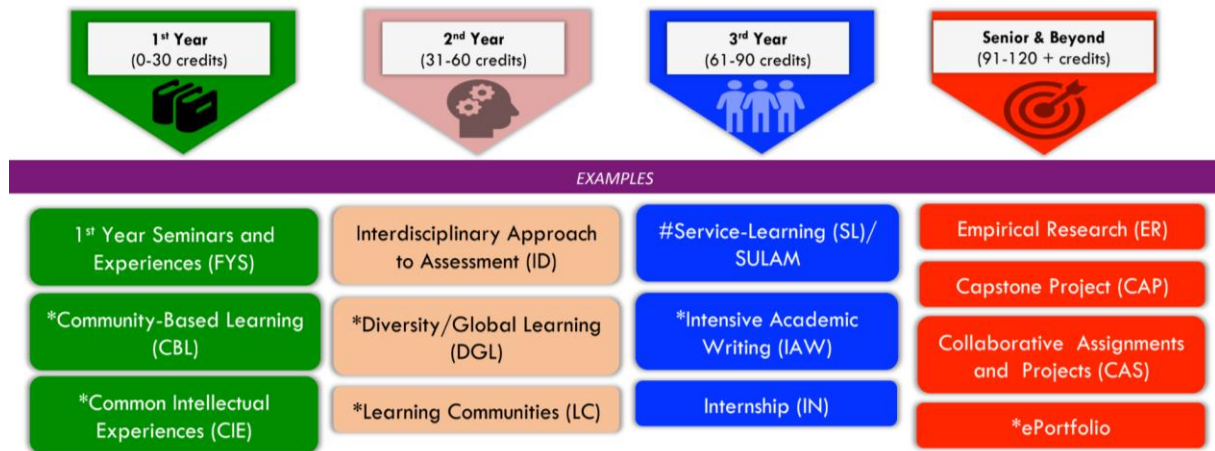 1st Year
(0-30 credits)
2nd Year
(31-60 credits)
3rd Year
(61-90 credits)
Senior & Beyond
(91-120 + credits)
EXAMPLES
1st Year Seminars and
Experiences (FYS)
*Community-Based Learning
(CBL)
*Common Intellectual
Experiences (CIE)
Interdisciplinary Approach
to Assessment (ID)
*Diversity/Global Learning
(DGL)
*Learning Communities (LC)
#Service-Learning (SL)/
SULAM
*Intensive Academic
Writing (IAW)
Internship (IN)
Empirical Research (ER)
Capstone Project (CAP)
Collaborative Assignments
and Projects (CAS)
*ePortfolio